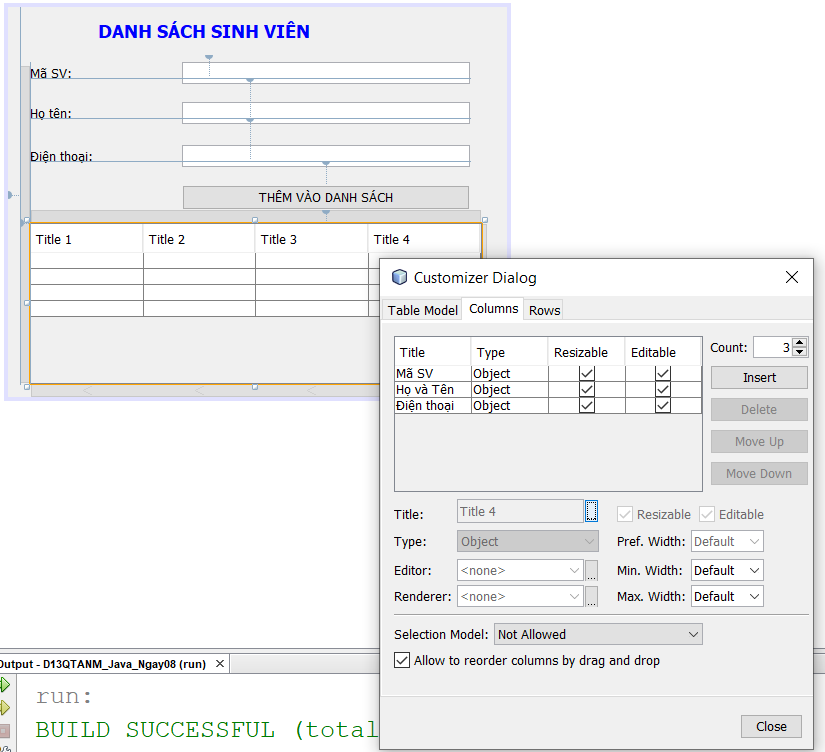 DANH SÁCH SINH VIÊN
Mã SV:
Họ tên:
Điện thoại:
THÊM VÀO DANH SÁCH
Title 1 Title 2 Title 3 Title 4
Customizer Dialog
Table Model Columns Rows
Title Type Resizable Editable
Count: 3
Mã SV Object
Họ và Tên Object
Điện thoại Object
Insert
Delete
Move Up
Move Down
Title: Title 4 Resizable Editable
Type: Object Pref. Width: Default
Editor: <none> ... Min. Width: Default
Renderer: <none> ... Max. Width: Default
Selection Model: Not Allowed
Allow to reorder columns by drag and drop
Close
Output - D13QTANM_Java_Ngay08 (run)
run:
BUILD SUCCESSFUL (total